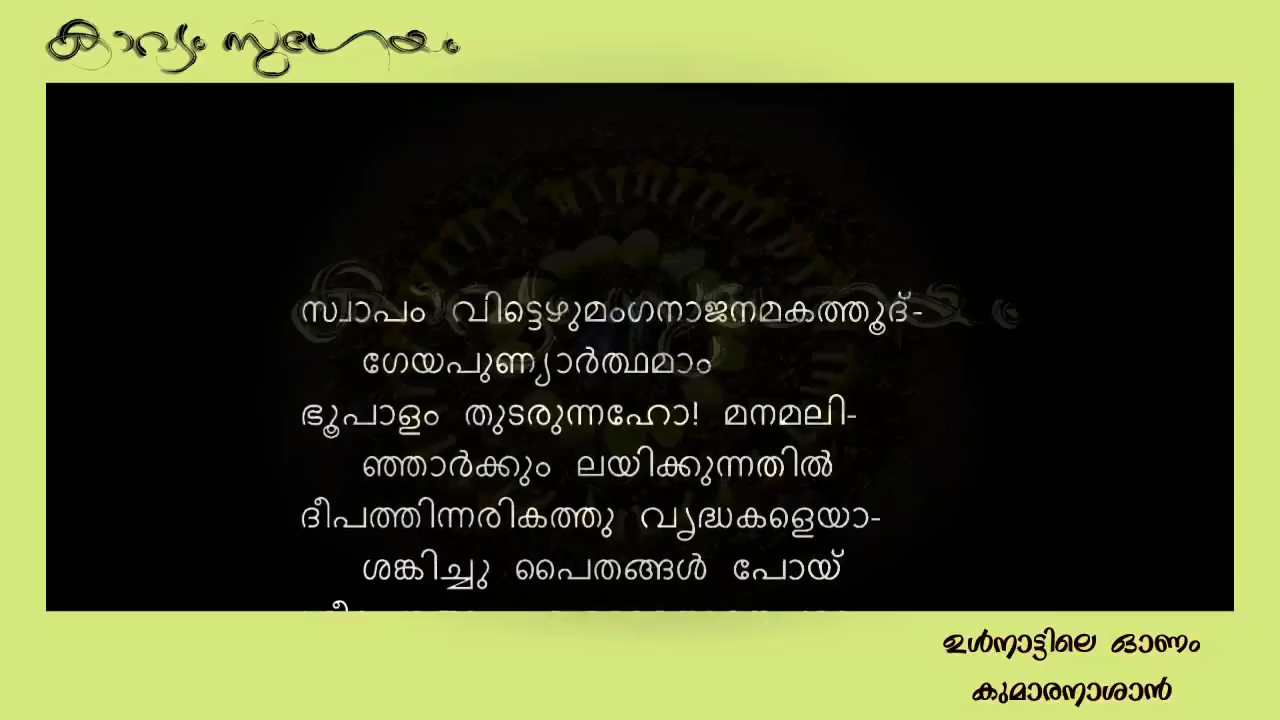 കാവ്യം സുഗേയം
സ്വാപം വിട്ടെഴുമംഗനാജനമകത്തൂദ്-
ഗേയപുണ്യാർത്ഥമാം
ഭൂപാളം തുടരുന്നഹോ! മനമലി-
ഞ്ഞാർക്കും ലയിക്കുന്നതിൽ
ദീപത്തിന്നരികത്തു വൃദ്ധകളെയാ-
ശങ്കിച്ചു പൈതങ്ങൾ പോയ്
ഉൾനാട്ടിലെ ഓണം
കുമാരനാശാൻ